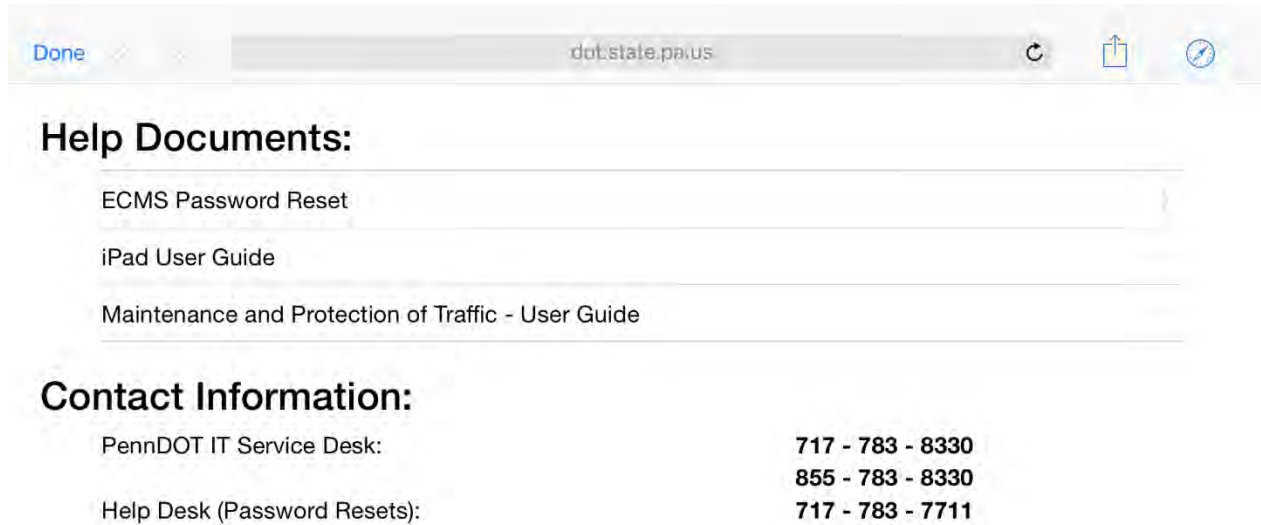 Done
dot.state.pa.us
Help Documents:
ECMS Password Reset
iPad User Guide
Maintenance and Protection of Traffic - User Guide
Contact Information:
PennDOT IT Service Desk: 717 - 783 - 8330
855 - 783 - 8330
Help Desk (Password Resets): 717 - 783 - 7711